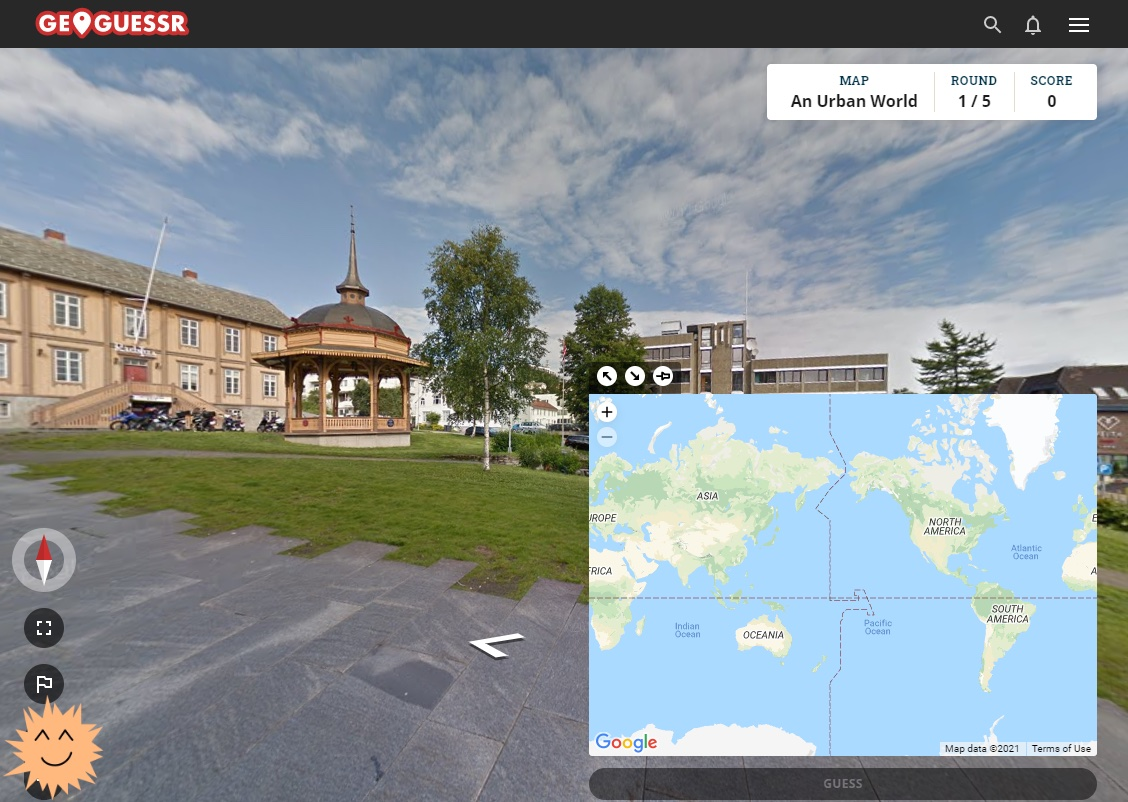 GEOGUESSR
MAP
An Urban World
ROUND
1 / 5
SCORE
0
ASIA
NORTH
AMERICA
UROPE
E
Atlantic
Ocean
FRICA
A
SOUTH
AMERICA
Indian
Ocean
Pacific
Ocean
OCEANIA
Google
Map data ©2021
Terms of Use
GUESS